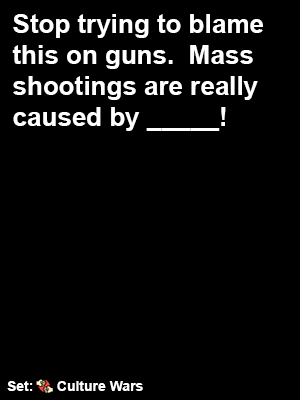 Stop trying to blame
this on guns.  Mass
shootings are really
caused by _____!
Set: Culture Wars